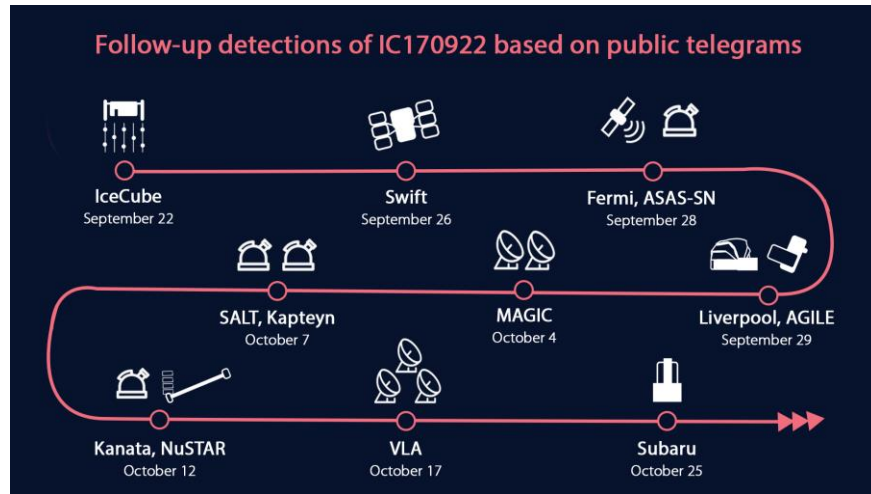 Follow-up detections of IC170922 based on public telegrams
IceCube
September 22
Swift
September 26
Fermi, ASAS-SN
September 28
Liverpool, AGILE
September 29
MAGIC
October 4
SALT, Kapteyn
October 7
Kanata, NuSTAR
October 12
VLA
October 17
Subaru
October 25